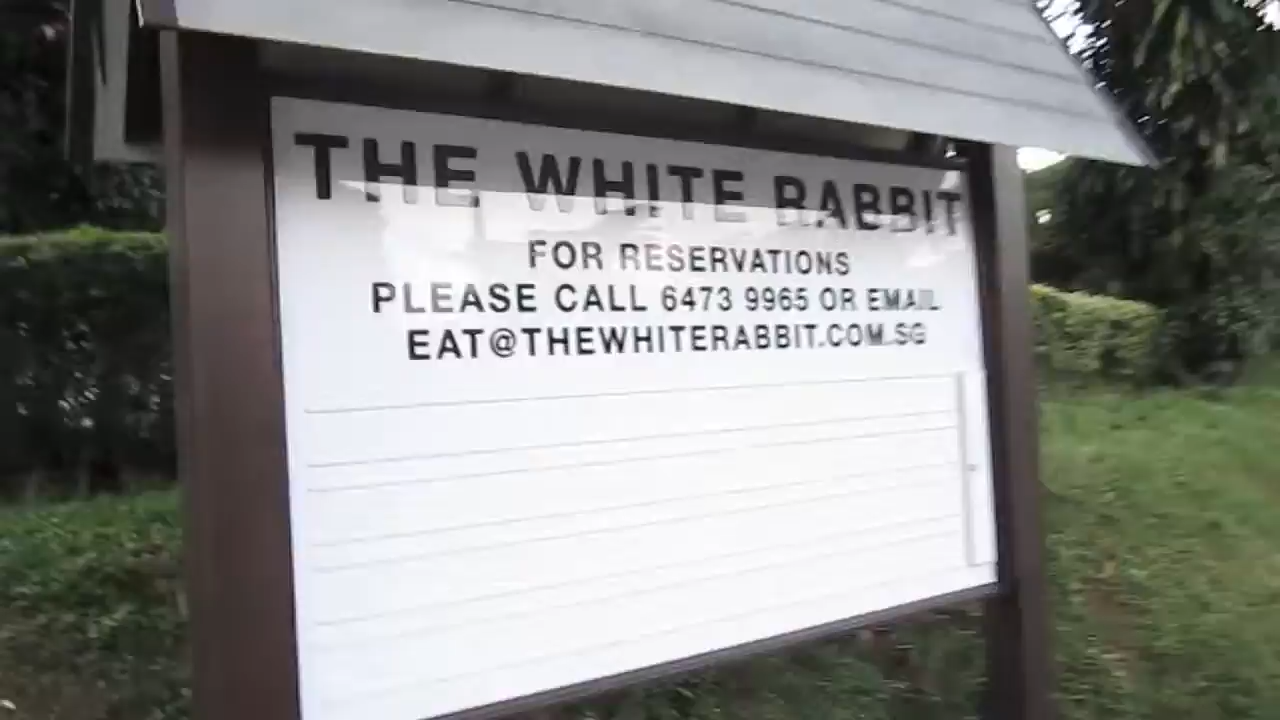 THE WHITE RABBIT
FOR RESERVATIONS
PLEASE CALL 6473 9965 OR EMAIL
EAT@THEWHITERABBIT.COM.SG